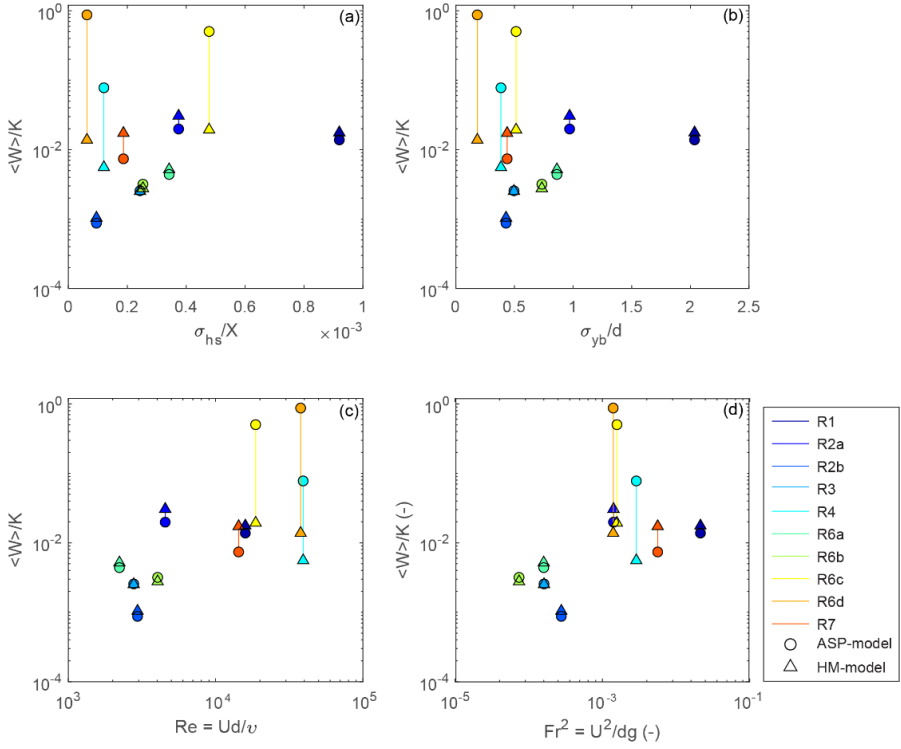 (a)
10^0
10^-2
10^-4
<W>/K
0 0.2 0.4 0.6 0.8 1
×10^-3
σ_hs/X
(b)
10^0
10^-2
10^-4
<W>/K
0 0.5 1 1.5 2 2.5
σ_yb/d
(c)
10^0
10^-2
10^-4
<W>/K
10^3 10^4 10^5
Re = Ud/υ
(d)
10^0
10^-2
10^-4
<W>/K (-)
10^-5 10^-3 10^-1
Fr^2 = U^2/dg (-)
R1
R2a
R2b
R3
R4
R6a
R6b
R6c
R6d
R7
ASP-model
HM-model